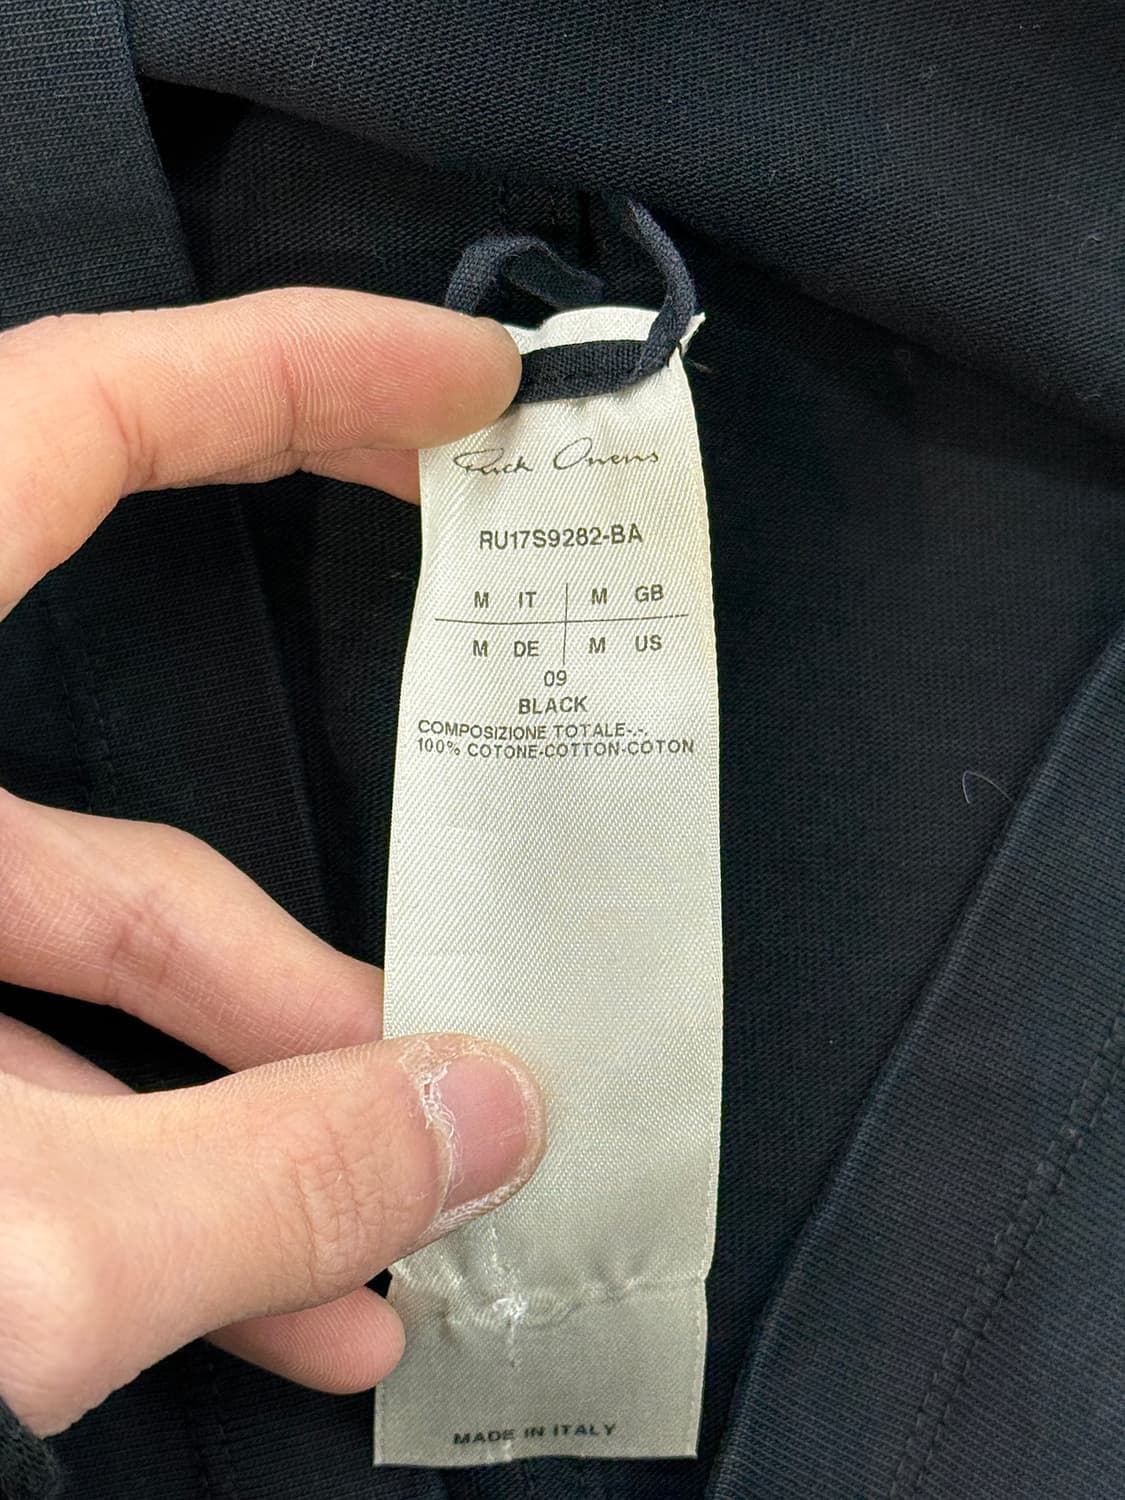 Rick Owens
RU17S9282-BA
M IT M GB
M DE M US
09
BLACK
COMPOSIZIONE TOTALE-.-.
100% COTONE-COTTON-COTON
MADE IN ITALY